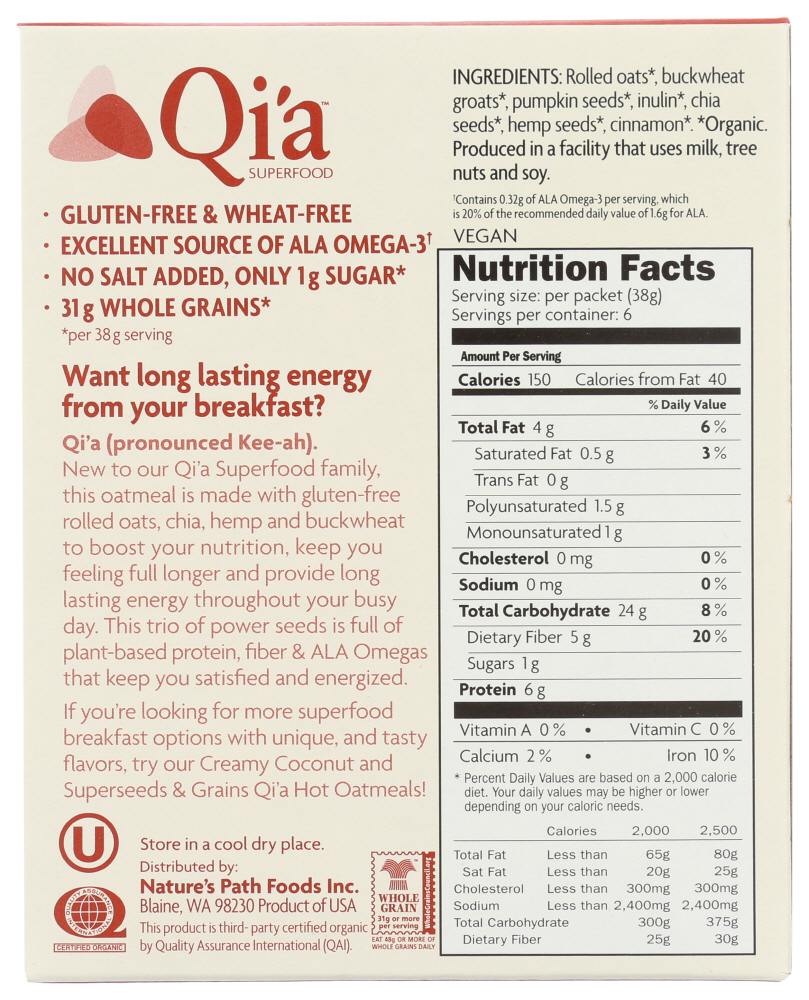 Qi'a™
SUPERFOOD
• GLUTEN-FREE & WHEAT-FREE
• EXCELLENT SOURCE OF ALA OMEGA-3†
• NO SALT ADDED, ONLY 1g SUGAR*
• 31g WHOLE GRAINS*
*per 38g serving
Want long lasting energy
from your breakfast?
Qi'a (pronounced Kee-ah).
New to our Qi'a Superfood family,
this oatmeal is made with gluten-free
rolled oats, chia, hemp and buckwheat
to boost your nutrition, keep you
feeling full longer and provide long
lasting energy throughout your busy
day. This trio of power seeds is full of
plant-based protein, fiber & ALA Omegas
that keep you satisfied and energized.
If you're looking for more superfood
breakfast options with unique, and tasty
flavors, try our Creamy Coconut and
Superseeds & Grains Qi'a Hot Oatmeals!
U
Store in a cool dry place.
Distributed by:
Nature's Path Foods Inc.
Blaine, WA 98230 Product of USA
This product is third- party certified organic
by Quality Assurance International (QAI).
QUALITY ASSURANCE
INTERNATIONAL
CERTIFIED ORGANIC
WHOLE
GRAIN
31g or more
per serving
WholeGrainsCouncil.org
EAT 48g OR MORE OF
WHOLE GRAINS DAILY
INGREDIENTS: Rolled oats*, buckwheat
groats*, pumpkin seeds*, inulin*, chia
seeds*, hemp seeds*, cinnamon*. *Organic.
Produced in a facility that uses milk, tree
nuts and soy.
†Contains 0.32g of ALA Omega-3 per serving, which
is 20% of the recommended daily value of 1.6g for ALA.
VEGAN
Nutrition Facts
Serving size: per packet (38g)
Servings per container: 6
Amount Per Serving
Calories 150 Calories from Fat 40
% Daily Value
Total Fat 4 g 6 %
Saturated Fat 0.5 g 3 %
Trans Fat 0 g
Polyunsaturated 1.5 g
Monounsaturated 1 g
Cholesterol 0 mg 0 %
Sodium 0 mg 0 %
Total Carbohydrate 24 g 8 %
Dietary Fiber 5 g 20 %
Sugars 1 g
Protein 6 g
Vitamin A 0 % • Vitamin C 0 %
Calcium 2 % • Iron 10 %
* Percent Daily Values are based on a 2,000 calorie
diet. Your daily values may be higher or lower
depending on your caloric needs.
Calories 2,000 2,500
Total Fat Less than 65g 80g
Sat Fat Less than 20g 25g
Cholesterol Less than 300mg 300mg
Sodium Less than 2,400mg 2,400mg
Total Carbohydrate 300g 375g
Dietary Fiber 25g 30g